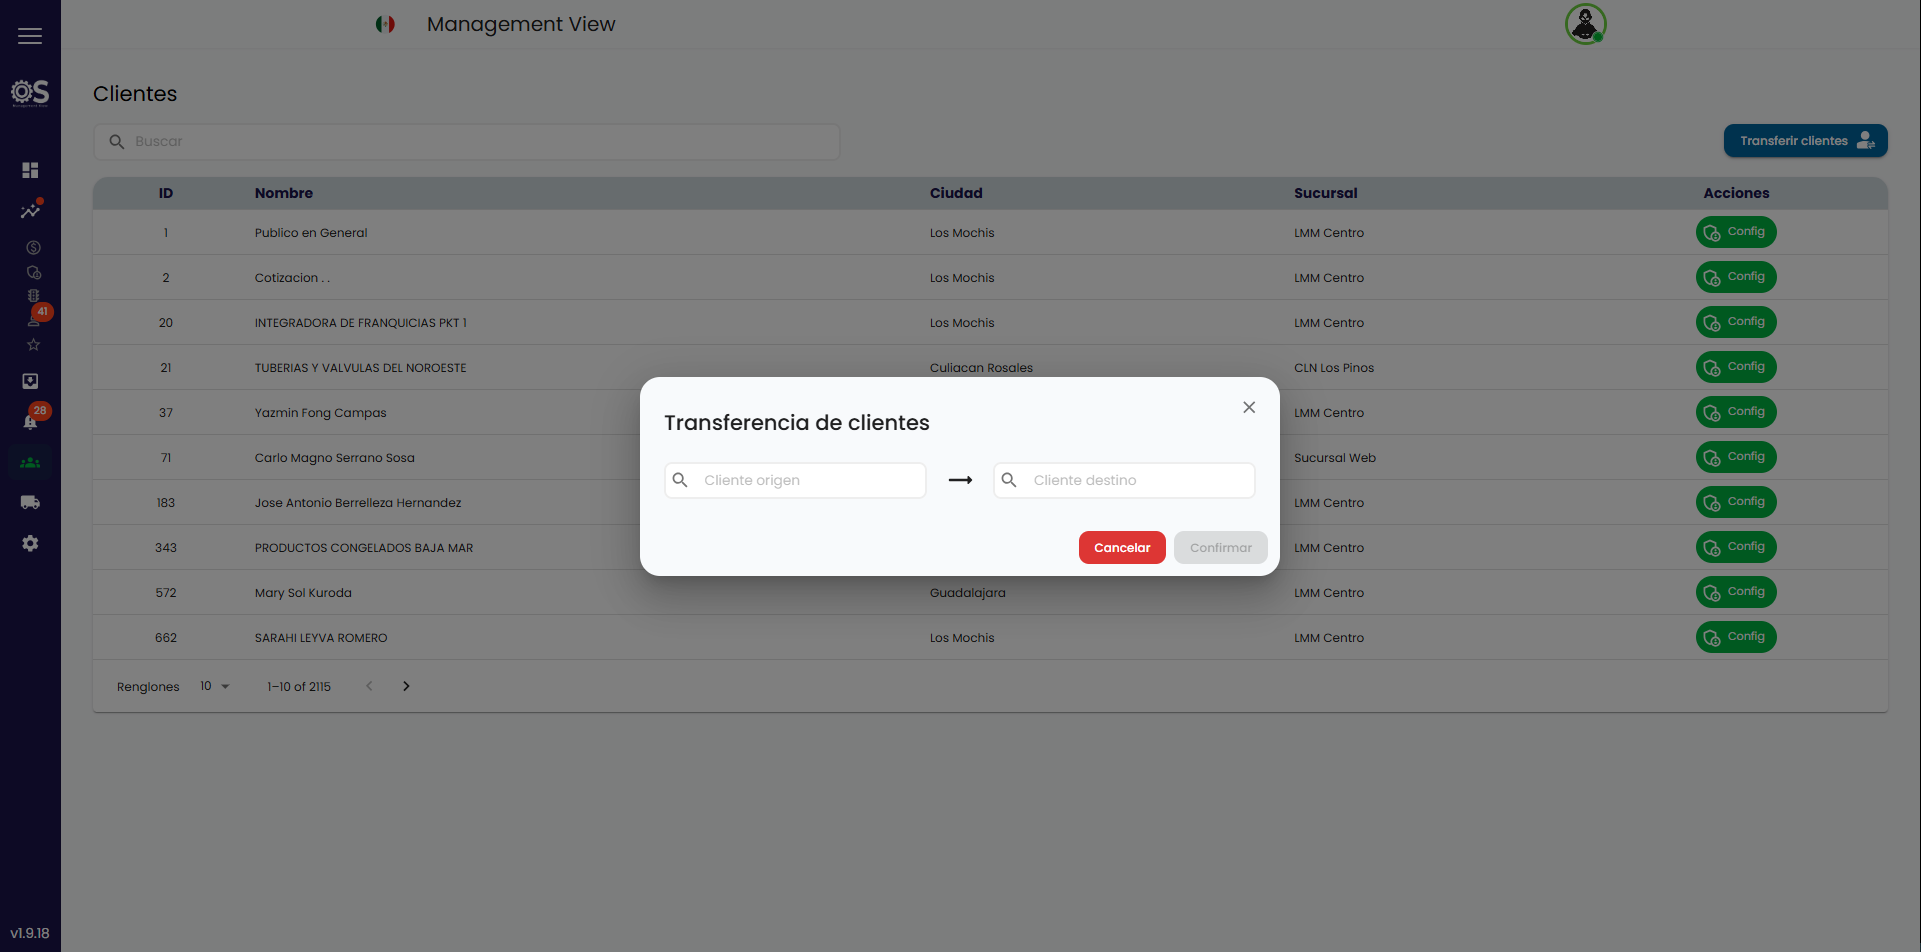 Management View
OS
Clientes
Buscar
Transferir clientes
ID Nombre Ciudad Sucursal Acciones
1 Publico en General Los Mochis LMM Centro Config
2 Cotizacion . . Los Mochis LMM Centro Config
20 INTEGRADORA DE FRANQUICIAS PKT 1 Los Mochis LMM Centro Config
21 TUBERIAS Y VALVULAS DEL NOROESTE Culiacan Rosales CLN Los Pinos Config
37 Yazmin Fong Campas LMM Centro Config
71 Carlo Magno Serrano Sosa Sucursal Web Config
183 Jose Antonio Berrelleza Hernandez LMM Centro Config
343 PRODUCTOS CONGELADOS BAJA MAR LMM Centro Config
572 Mary Sol Kuroda Guadalajara LMM Centro Config
662 SARAHI LEYVA ROMERO Los Mochis LMM Centro Config
Renglones 10 1–10 of 2115
41
28
v1.9.18
Transferencia de clientes
Cliente origen Cliente destino
Cancelar Confirmar